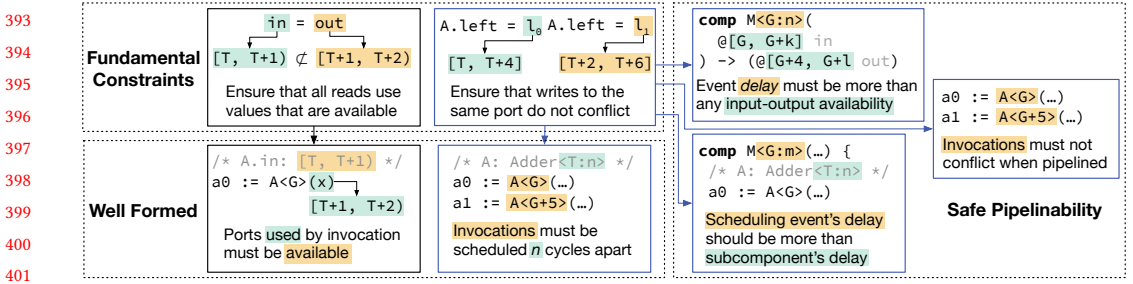 393
394
395
396
397
398
399
400
401
Fundamental
Constraints
in = out
[T, T+1) ⊄ [T+1, T+2)
Ensure that all reads use
values that are available
A.left = l0 A.left = l1
[T, T+4] [T+2, T+6]
Ensure that writes to the
same port do not conflict
comp M<G:n>(
@[G, G+k] in
) -> (@[G+4, G+l out)
Event delay must be more than
any input-output availability
a0 := A<G>(…)
a1 := A<G+5>(…)
Invocations must not
conflict when pipelined
Well Formed
/* A.in: [T, T+1) */
a0 := A<G>(x)
[T+1, T+2)
Ports used by invocation
must be available
/* A: Adder<T:n> */
a0 := A<G>(…)
a1 := A<G+5>(…)
Invocations must be
scheduled n cycles apart
comp M<G:m>(…) {
/* A: Adder<T:n> */
a0 := A<G>(…)
Scheduling event's delay
should be more than
subcomponent's delay
Safe Pipelinability